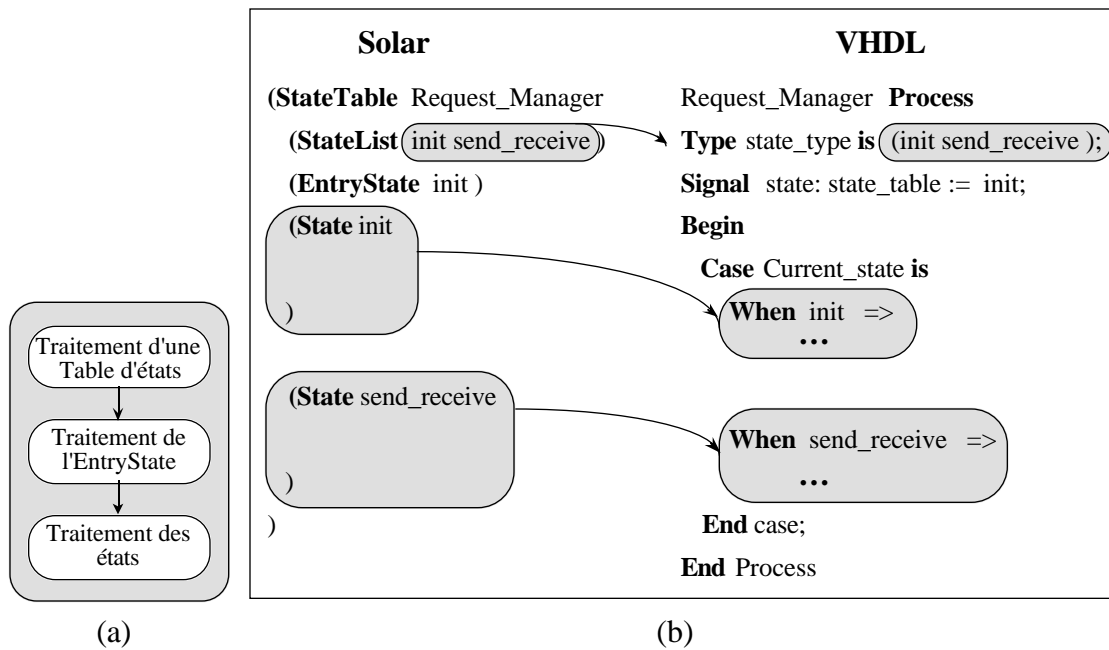 Solar
(StateTable Request_Manager
(StateList init send_receive )
(EntryState init )
(State init
)
(State send_receive
)
)
VHDL
Request_Manager Process
Type state_type is (init send_receive );
Signal state: state_table := init;
Begin
Case Current_state is
When init =>
...
When send_receive =>
...
End case;
End Process
Traitement d'une
Table d'états
Traitement de
l'EntryState
Traitement des
états
(a)
(b)